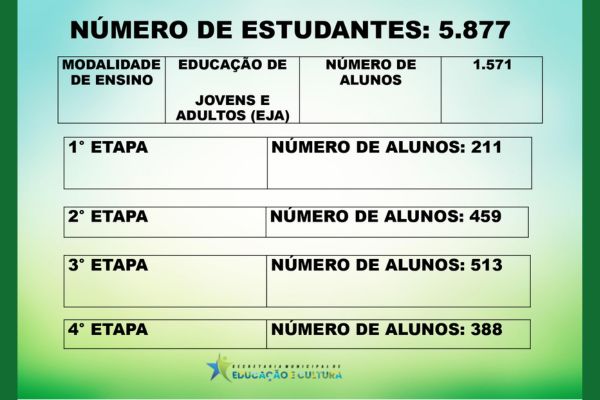 NÚMERO DE ESTUDANTES: 5.877
MODALIDADE DE ENSINO
EDUCAÇÃO DE
JOVENS E ADULTOS (EJA)
NÚMERO DE ALUNOS
1.571
1° ETAPA
NÚMERO DE ALUNOS: 211
2° ETAPA
NÚMERO DE ALUNOS: 459
3° ETAPA
NÚMERO DE ALUNOS: 513
4° ETAPA
NÚMERO DE ALUNOS: 388
SECRETARIA MUNICIPAL DE
EDUCAÇÃO E CULTURA